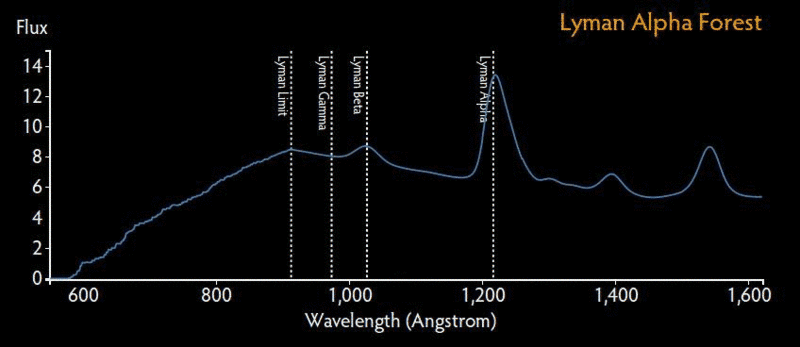 Lyman Alpha Forest
Flux
14
12
10
8
6
4
2
0
Lyman Limit
Lyman Gamma
Lyman Beta
Lyman Alpha
600
800
1,000
1,200
1,400
1,600
Wavelength (Angstrom)